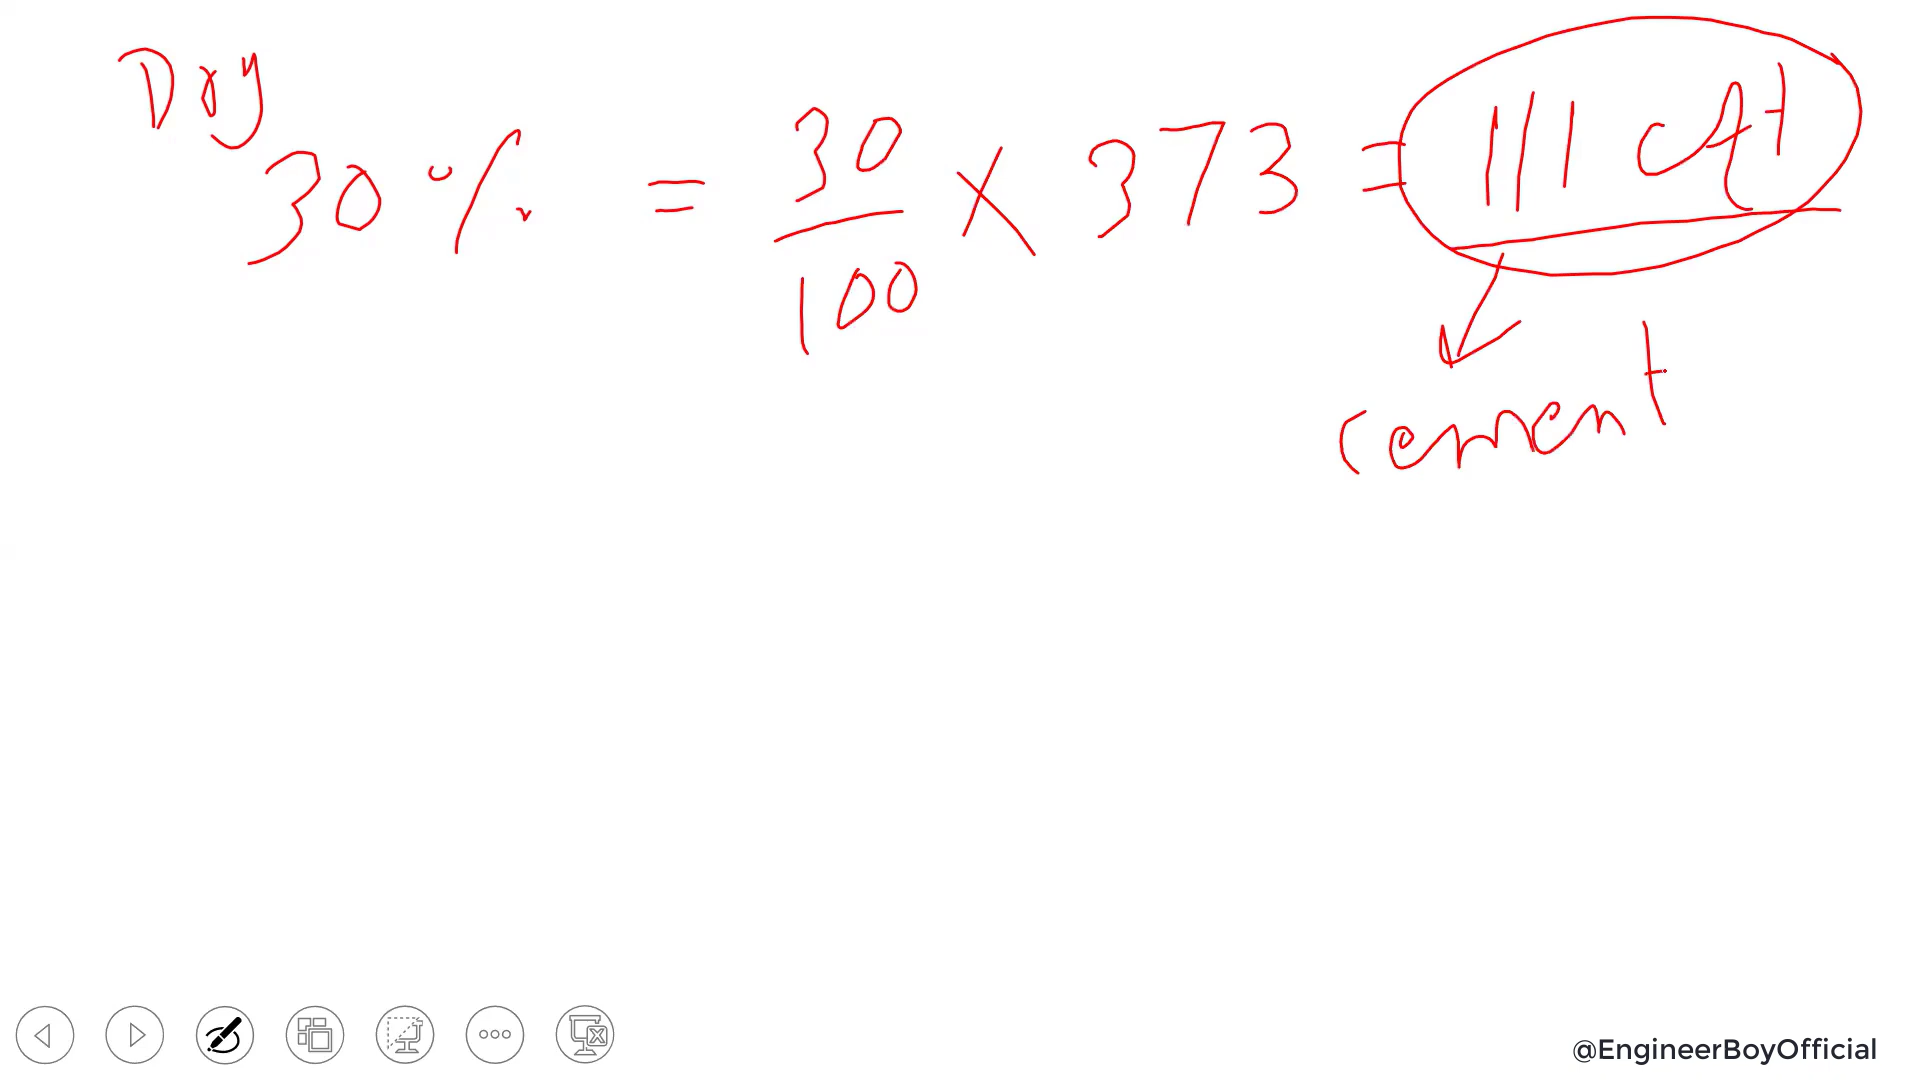 Dry
30% = 30/100 × 373 = 111 cft
cement
@EngineerBoyOfficial